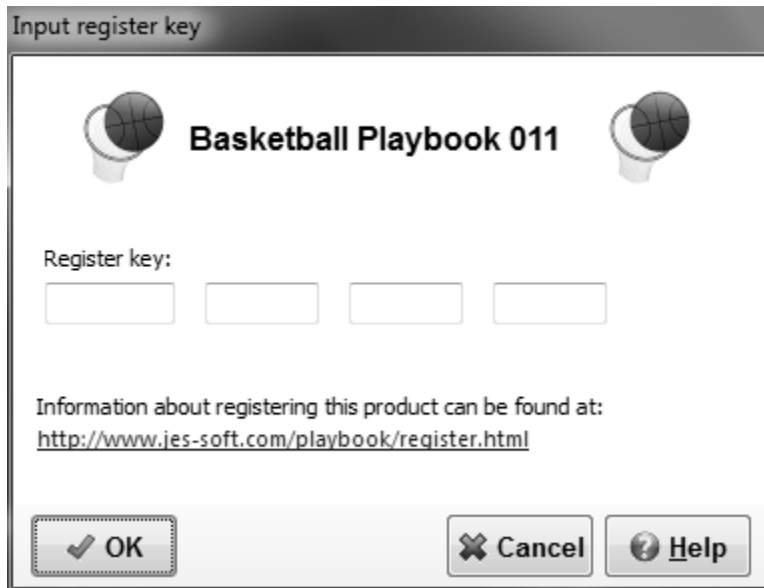 Input register key
Basketball Playbook 011
Register key:
Information about registering this product can be found at:
http://www.jes-soft.com/playbook/register.html
OK
Cancel
Help